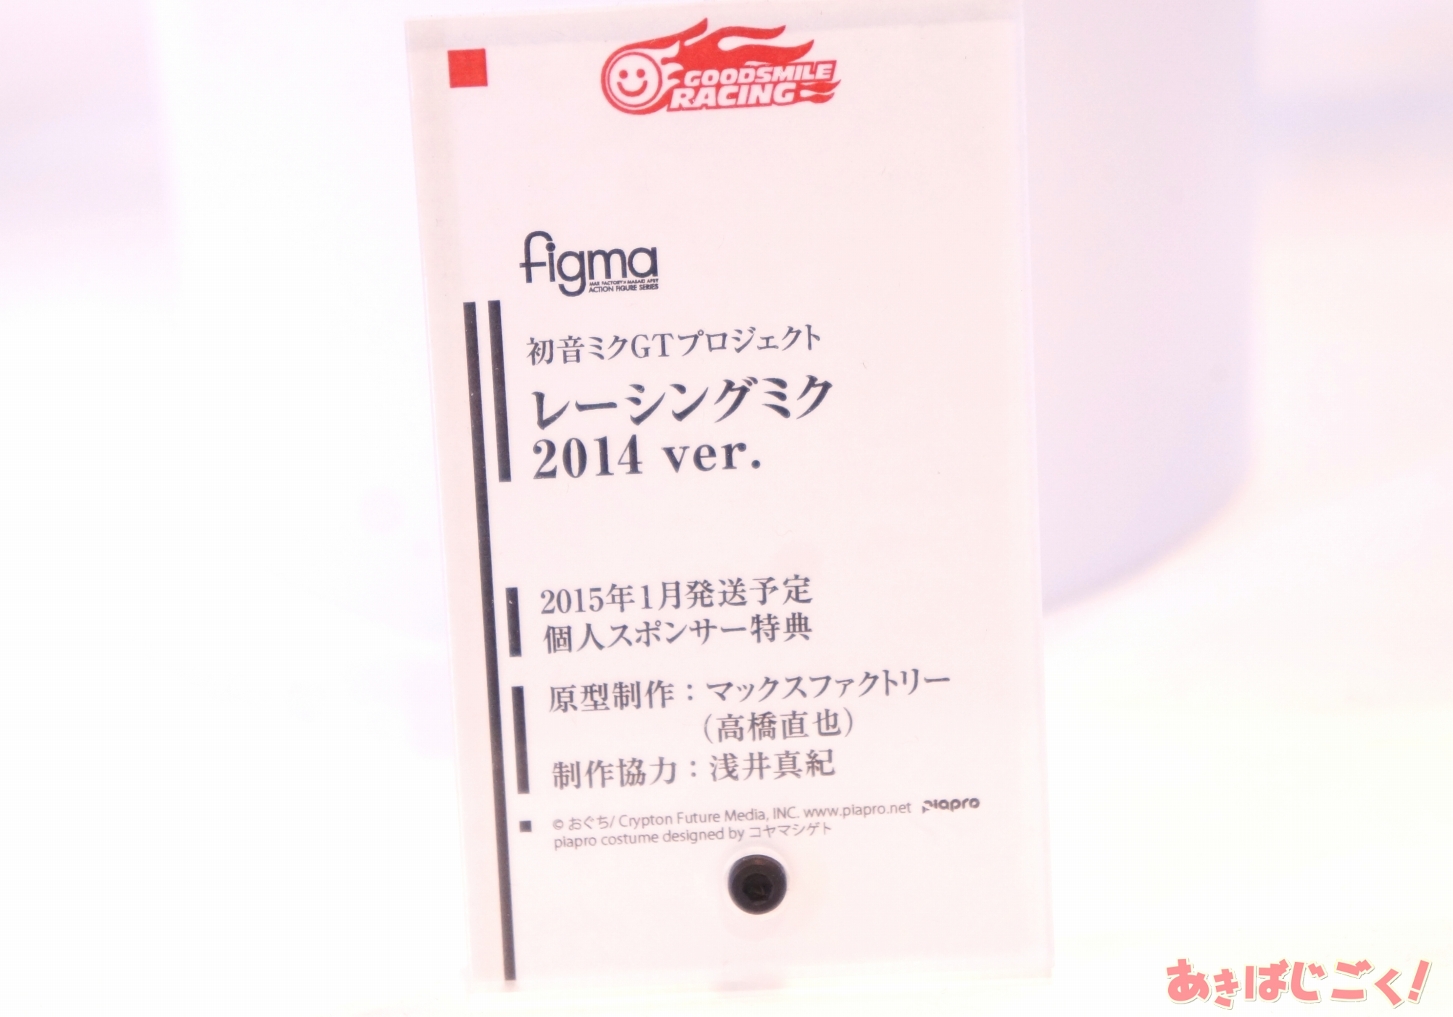 GOODSMILE
RACING
figma
MAX FACTORY × MASAKI APSY
ACTION FIGURE SERIES
初音ミクGTプロジェクト
レーシングミク
2014 ver.
2015年1月発送予定
個人スポンサー特典
原型制作：マックスファクトリー
（高橋直也）
制作協力：浅井真紀
© おぐち/ Crypton Future Media, INC. www.piapro.net piapro
piapro costume designed by コヤマシゲト
あきばじごく！